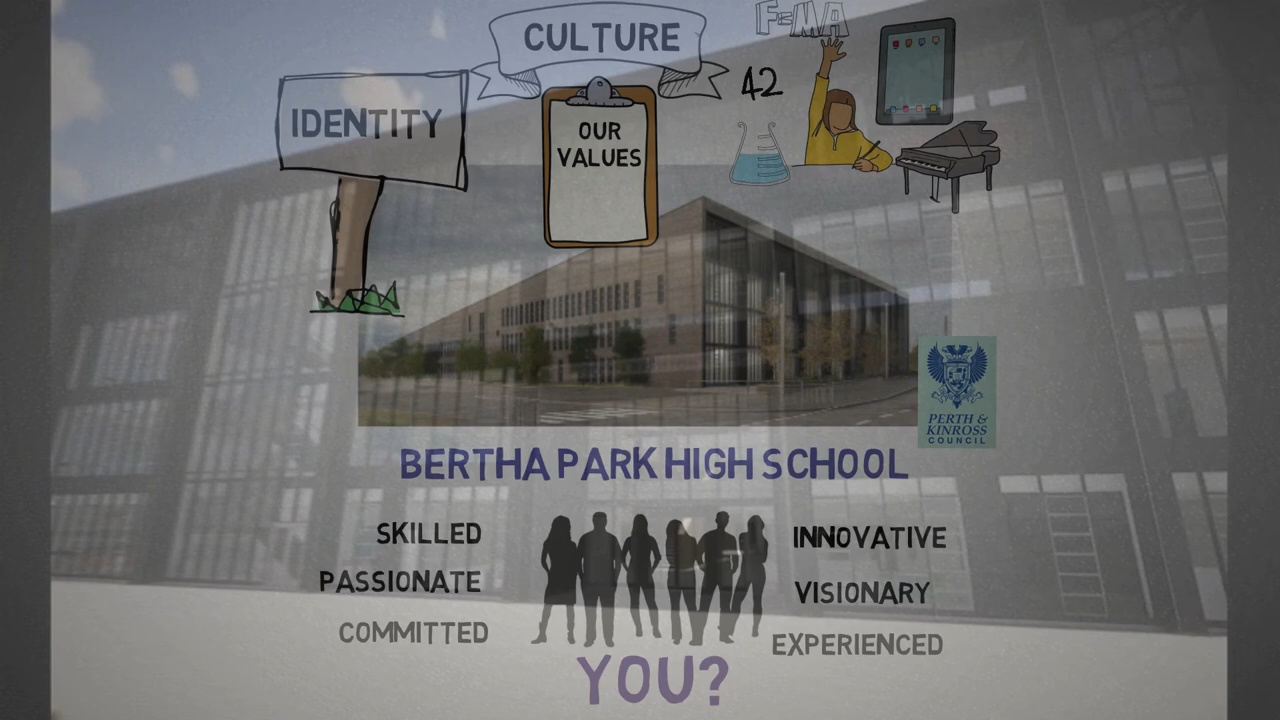 CULTURE
FEMA
IDENTITY
42
OUR
VALUES
PERTH &
KINROSS
COUNCIL
BERTHA PARK HIGH SCHOOL
SKILLED
INNOVATIVE
PASSIONATE
VISIONARY
COMMITTED
EXPERIENCED
YOU?